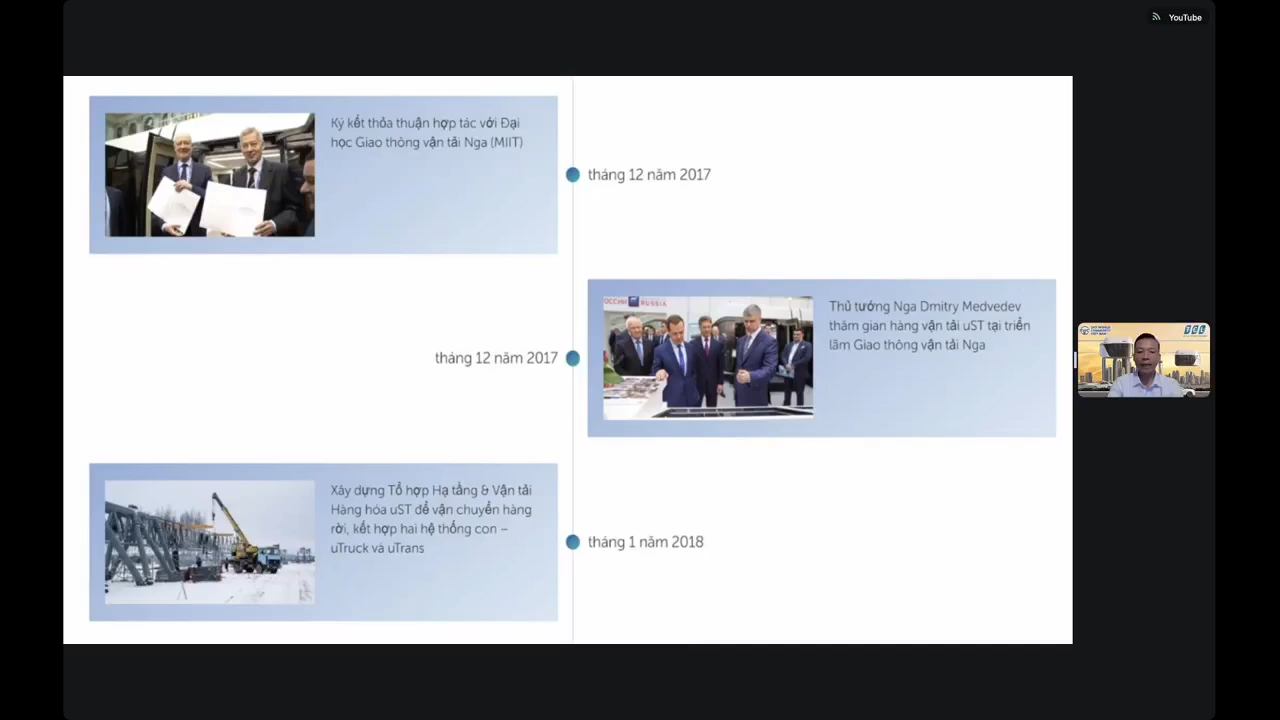 YouTube
Ký kết thỏa thuận hợp tác với Đại
học Giao thông vận tải Nga (MIIT)
tháng 12 năm 2017
RUSSIA
Thủ tướng Nga Dmitry Medvedev
thăm gian hàng vận tải uST tại triển
lãm Giao thông vận tải Nga
tháng 12 năm 2017
Xây dựng Tổ hợp Hạ tầng & Vận tải
Hàng hóa uST để vận chuyển hàng
rời, kết hợp hai hệ thống con –
uTruck và uTrans
tháng 1 năm 2018